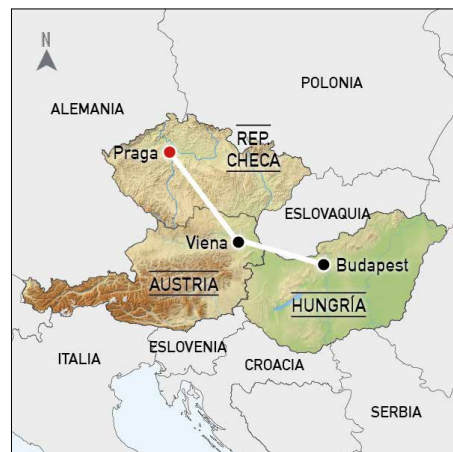 N
POLONIA
ALEMANIA
REP.
CHECA
Praga
ESLOVAQUIA
Viena
Budapest
AUSTRIA
HUNGRÍA
ITALIA
ESLOVENIA
CROACIA
SERBIA